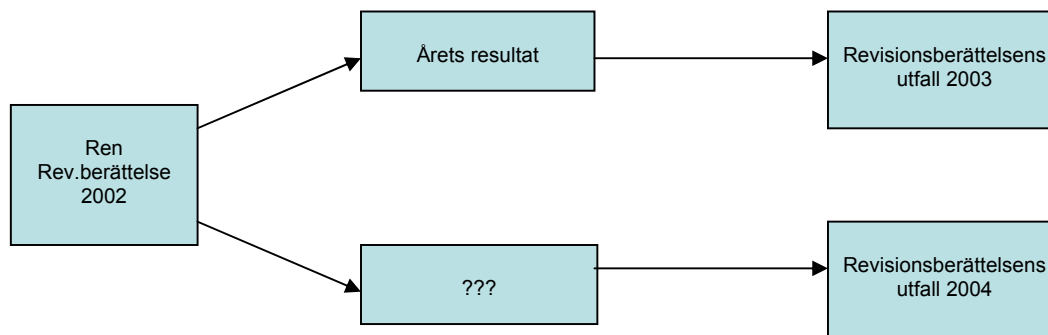 Ren
Rev.berättelse
2002
Årets resultat
Revisionsberättelsens
utfall 2003
???
Revisionsberättelsens
utfall 2004